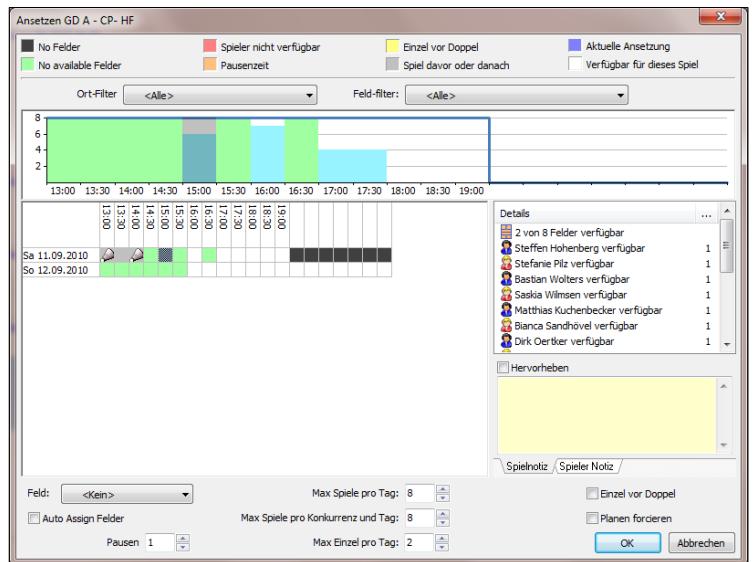 Ansetzen GD A - CP- HF
No Felder
Spieler nicht verfügbar
Einzel vor Doppel
Aktuelle Ansetzung
No available Felder
Pausenzeit
Spiel davor oder danach
Verfügbar für dieses Spiel
Ort-Filter <Alle> Feld-filter: <Alle>
8
6
4
2
13:00 13:30 14:00 14:30 15:00 15:30 16:00 16:30 17:00 17:30 18:00 18:30 19:00
13:00 13:30 14:00 14:30 15:00 15:30 16:00 16:30 17:00 17:30 18:00 18:30 19:00
Sa 11.09.2010
So 12.09.2010
Details ...
2 von 8 Felder verfügbar
Steffen Hohenberg verfügbar 1
Stefanie Pilz verfügbar 1
Bastian Wolters verfügbar 1
Saskia Wilmsen verfügbar 1
Matthias Kuchenbecker verfügbar 1
Bianca Sandhövel verfügbar 1
Dirk Oertker verfügbar 1
Hervorheben
Spielnotiz Spieler Notiz
Feld: <Kein> Max Spiele pro Tag: 8 Einzel vor Doppel
Auto Assign Felder Max Spiele pro Konkurrenz und Tag: 8 Planen forcieren
Pausen 1 Max Einzel pro Tag: 2 OK Abbrechen